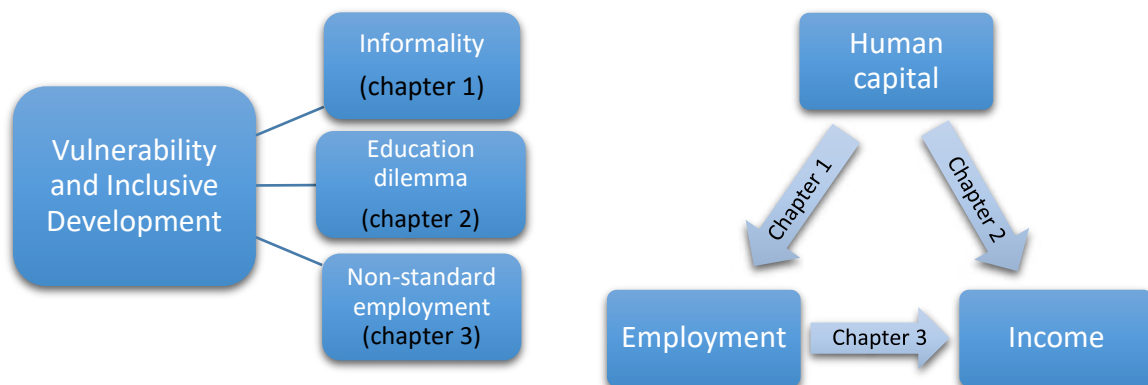 Vulnerability
and Inclusive
Development
Informality
(chapter 1)
Education
dilemma
(chapter 2)
Non-standard
employment
(chapter 3)
Human
capital
Chapter 1
Chapter 2
Employment
Chapter 3
Income